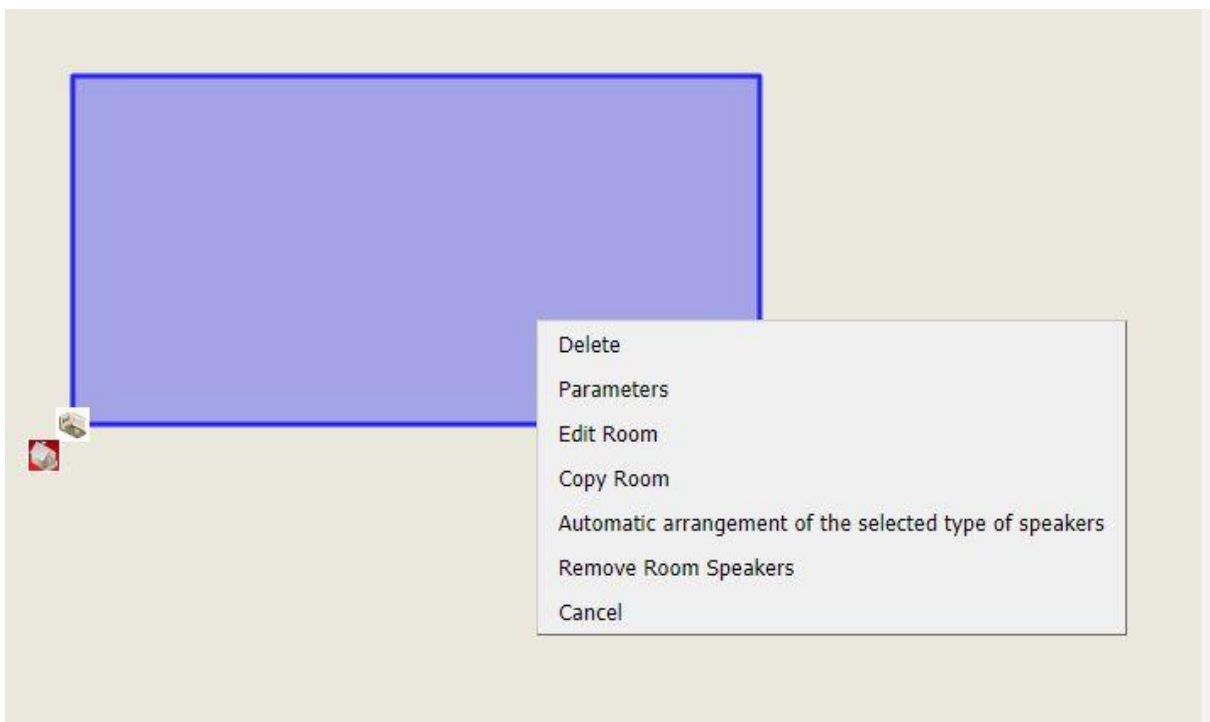 Delete
Parameters
Edit Room
Copy Room
Automatic arrangement of the selected type of speakers
Remove Room Speakers
Cancel